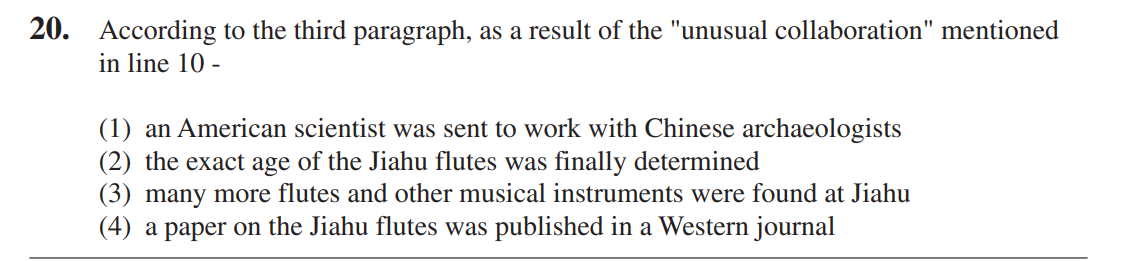 20. According to the third paragraph, as a result of the "unusual collaboration" mentioned
in line 10 -
(1) an American scientist was sent to work with Chinese archaeologists
(2) the exact age of the Jiahu flutes was finally determined
(3) many more flutes and other musical instruments were found at Jiahu
(4) a paper on the Jiahu flutes was published in a Western journal